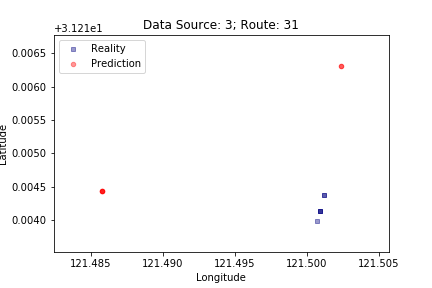 Data Source: 3; Route: 31
+3.121e1
Reality
Prediction
0.0065
0.0060
0.0055
0.0050
0.0045
0.0040
Latitude
121.485 121.490 121.495 121.500 121.505
Longitude